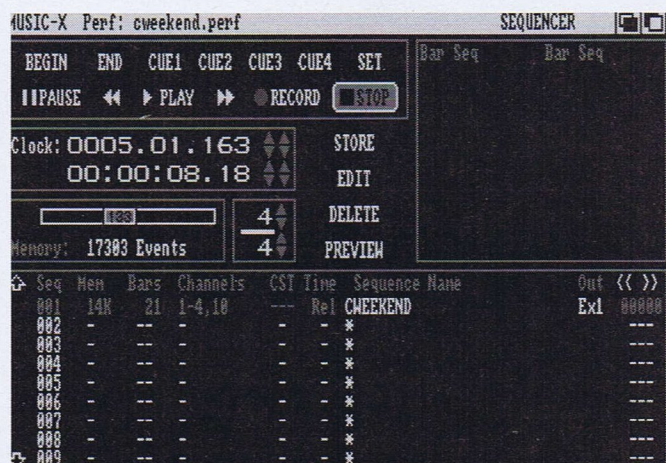 MUSIC-X Perf: cweekend.perf SEQUENCER
BEGIN END CUE1 CUE2 CUE3 CUE4 SET
PAUSE PLAY RECORD STOP
Bar Seq Bar Seq
Clock: 0005.01.163
00:00:08.18
STORE
EDIT
DELETE
PREVIEW
123
4
4
Memory: 17303 Events
Seq Mem Bars Channels CST Time Sequence Name Out << >>
001 14K 21 1-4,10 --- Rel CWEEKEND Ex1 00000
002 - -- - - - * ---
003 - -- - - - * ---
004 - -- - - - * ---
005 - -- - - - * ---
006 - -- - - - * ---
007 - -- - - - * ---
008 - -- - - - * ---
009 - -- - - - * ---